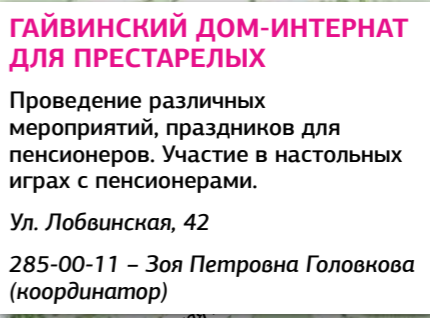 ГАЙВИНСКИЙ ДОМ-ИНТЕРНАТ
ДЛЯ ПРЕСТАРЕЛЫХ
Проведение различных
мероприятий, праздников для
пенсионеров. Участие в настольных
играх с пенсионерами.
Ул. Лобвинская, 42
285-00-11 – Зоя Петровна Головкова
(координатор)